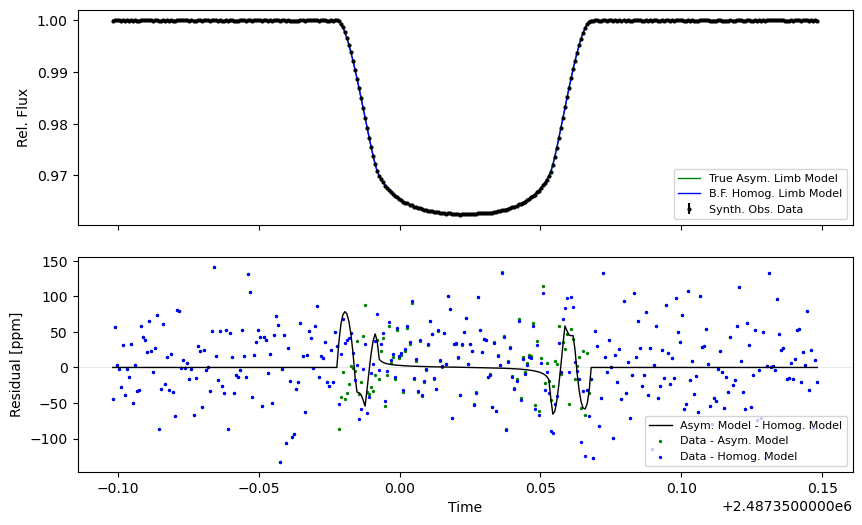 1.00
0.99
0.98
0.97
Rel. Flux
True Asym. Limb Model
B.F. Homog. Limb Model
Synth. Obs. Data
150
100
50
0
−50
−100
Residual [ppm]
Asym. Model - Homog. Model
Data - Asym. Model
Data - Homog. Model
−0.10
−0.05
0.00
0.05
0.10
0.15
Time
+2.4873500000e6